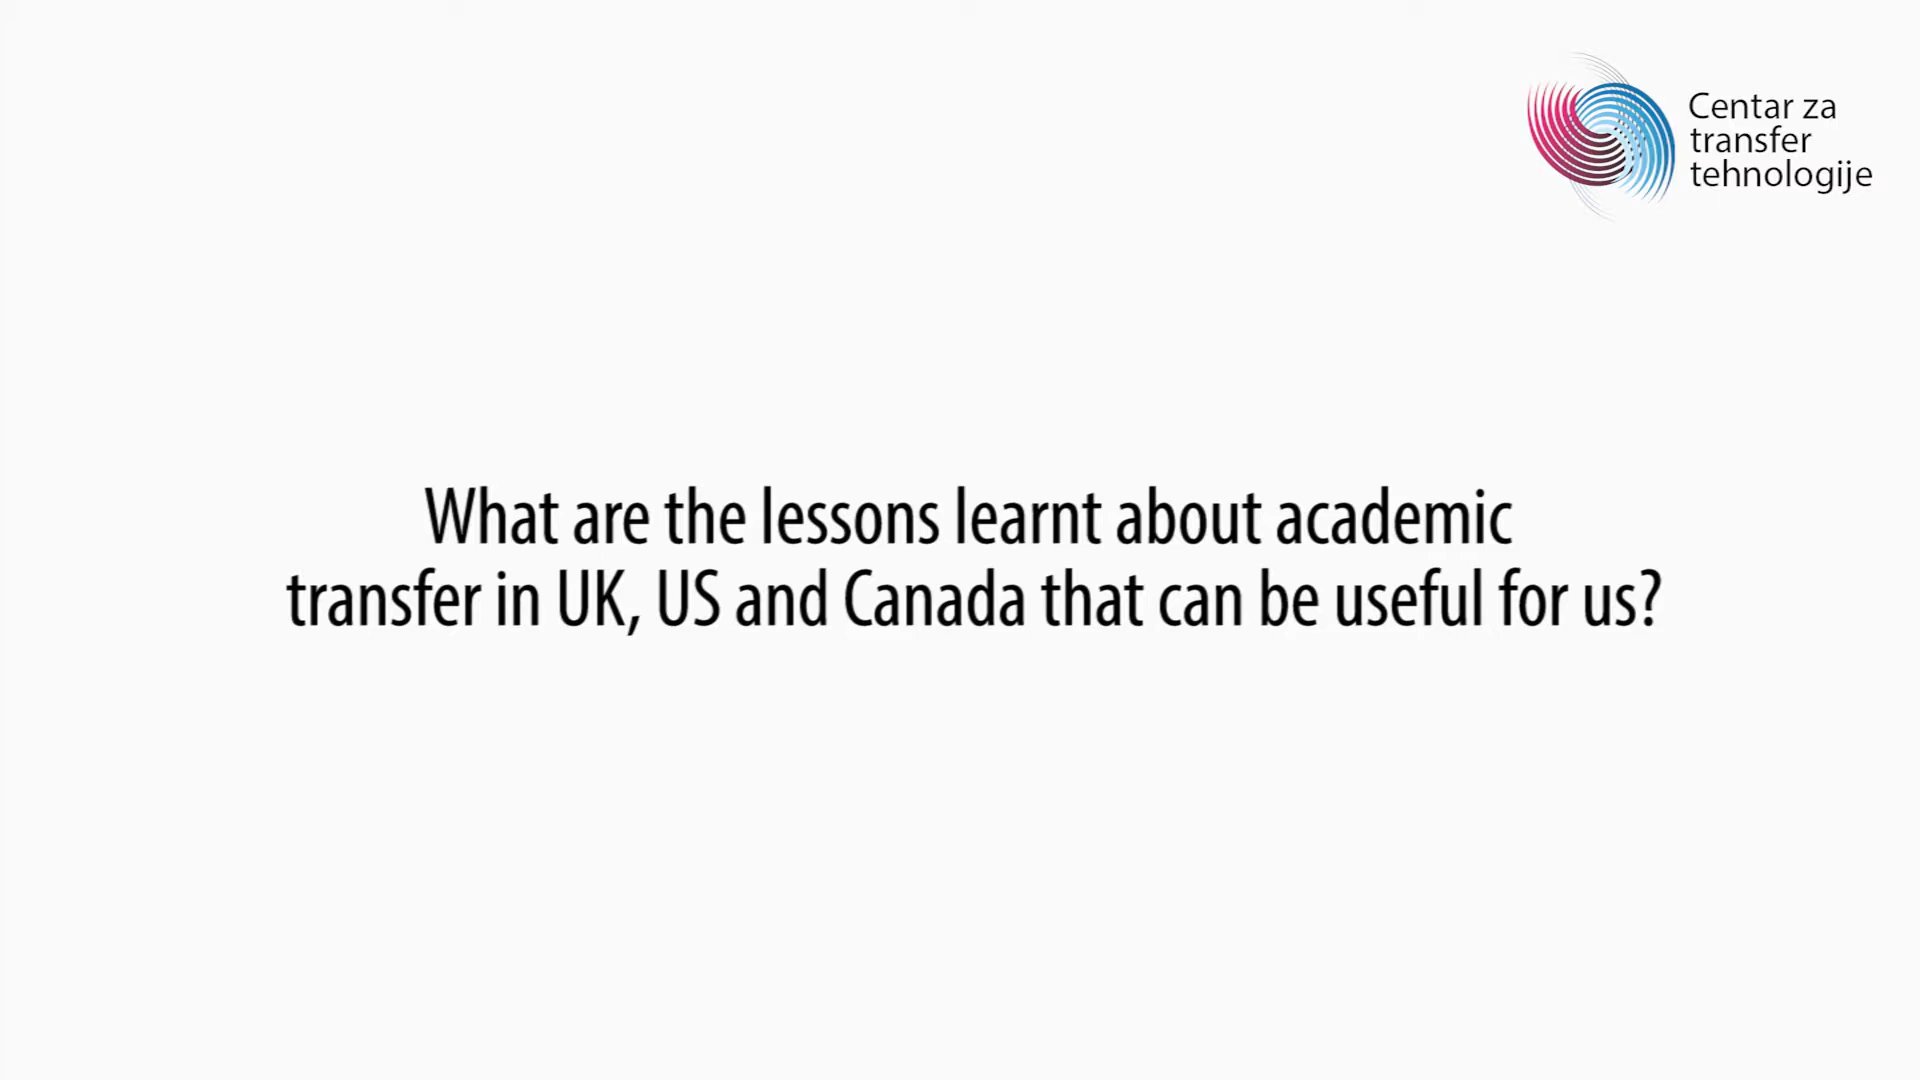 Centar za
transfer
tehnologije
What are the lessons learnt about academic
transfer in UK, US and Canada that can be useful for us?